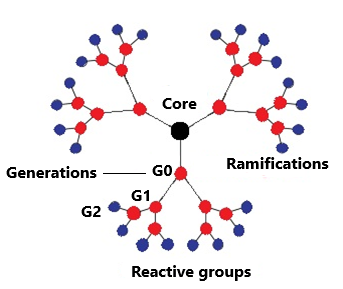 Core
Ramifications
Generations
G0
G1
G2
Reactive groups